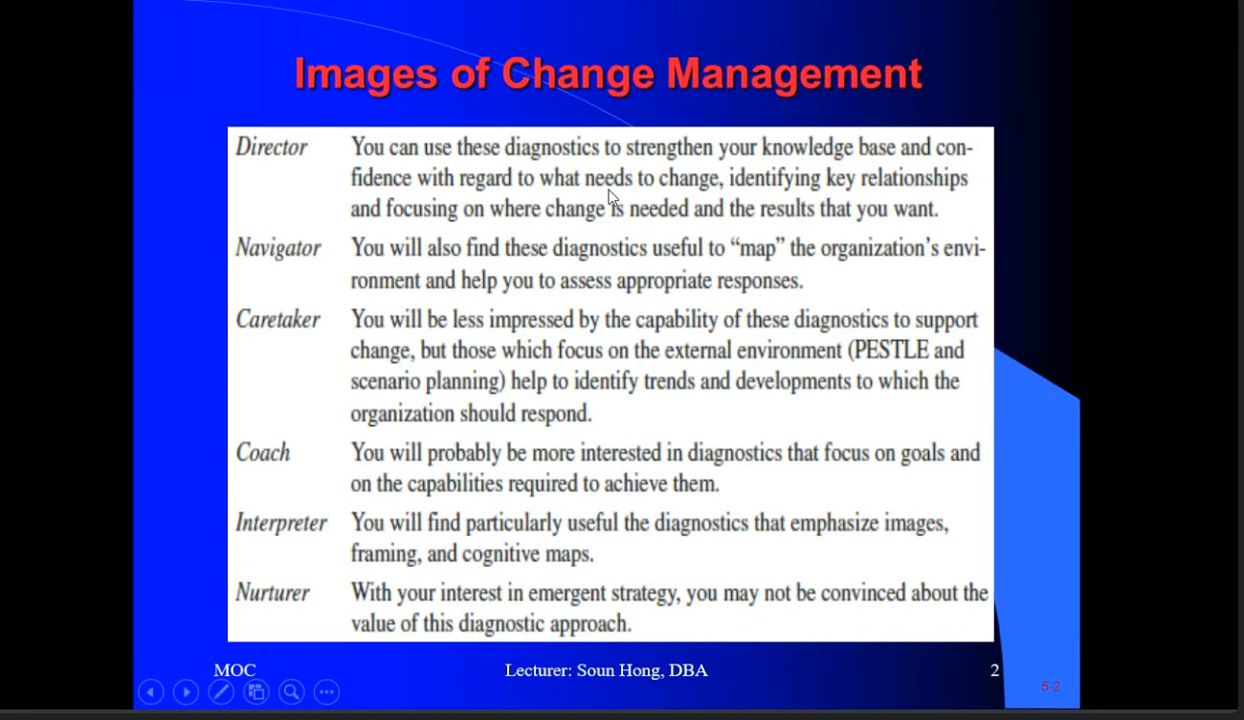 Images of Change Management
Director You can use these diagnostics to strengthen your knowledge base and con-
fidence with regard to what needs to change, identifying key relationships
and focusing on where change is needed and the results that you want.
Navigator You will also find these diagnostics useful to “map” the organization’s envi-
ronment and help you to assess appropriate responses.
Caretaker You will be less impressed by the capability of these diagnostics to support
change, but those which focus on the external environment (PESTLE and
scenario planning) help to identify trends and developments to which the
organization should respond.
Coach You will probably be more interested in diagnostics that focus on goals and
on the capabilities required to achieve them.
Interpreter You will find particularly useful the diagnostics that emphasize images,
framing, and cognitive maps.
Nurturer With your interest in emergent strategy, you may not be convinced about the
value of this diagnostic approach.
MOC Lecturer: Soun Hong, DBA 2
5-2